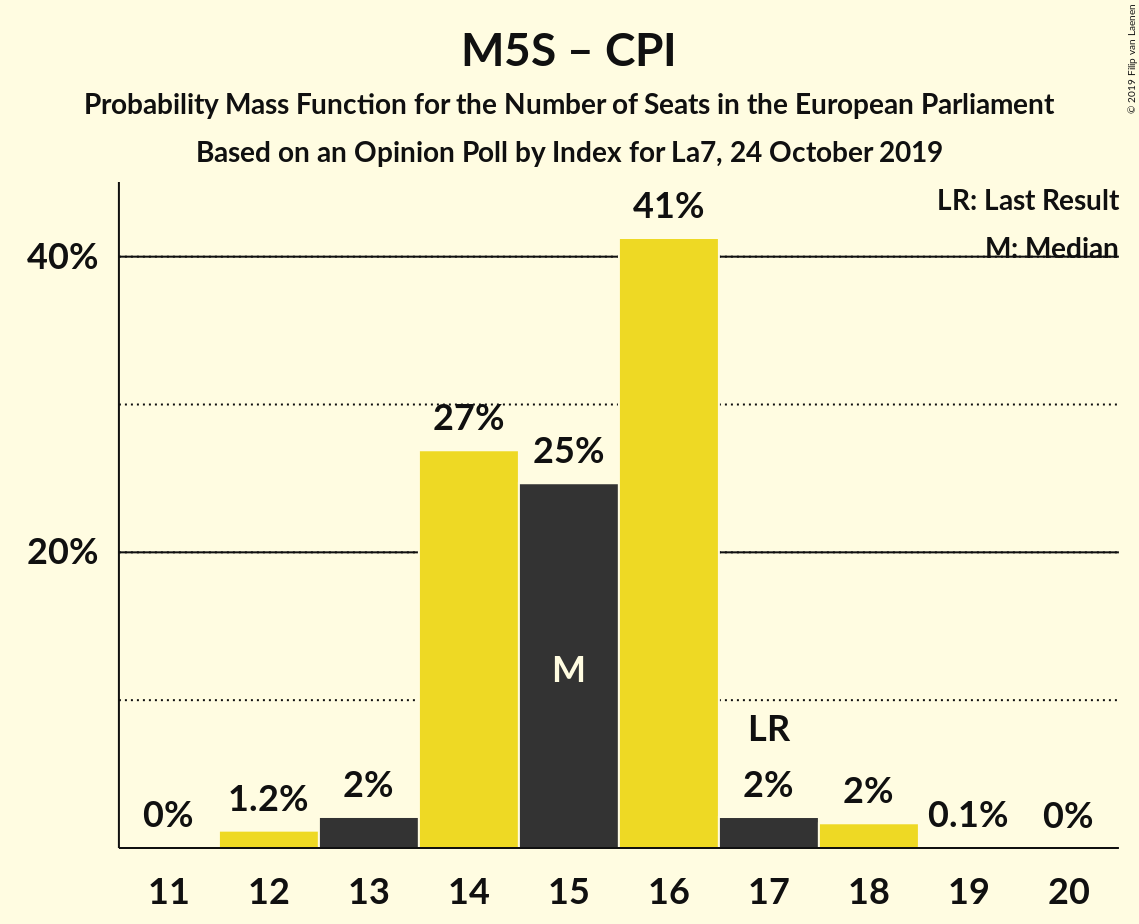 M5S – CPI
Probability Mass Function for the Number of Seats in the European Parliament
Based on an Opinion Poll by Index for La7, 24 October 2019
© 2019 Filip van Laenen
LR: Last Result
M: Median
40%
20%
0%
1.2%
2%
27%
25%
41%
2%
2%
0.1%
0%
M
LR
11 12 13 14 15 16 17 18 19 20